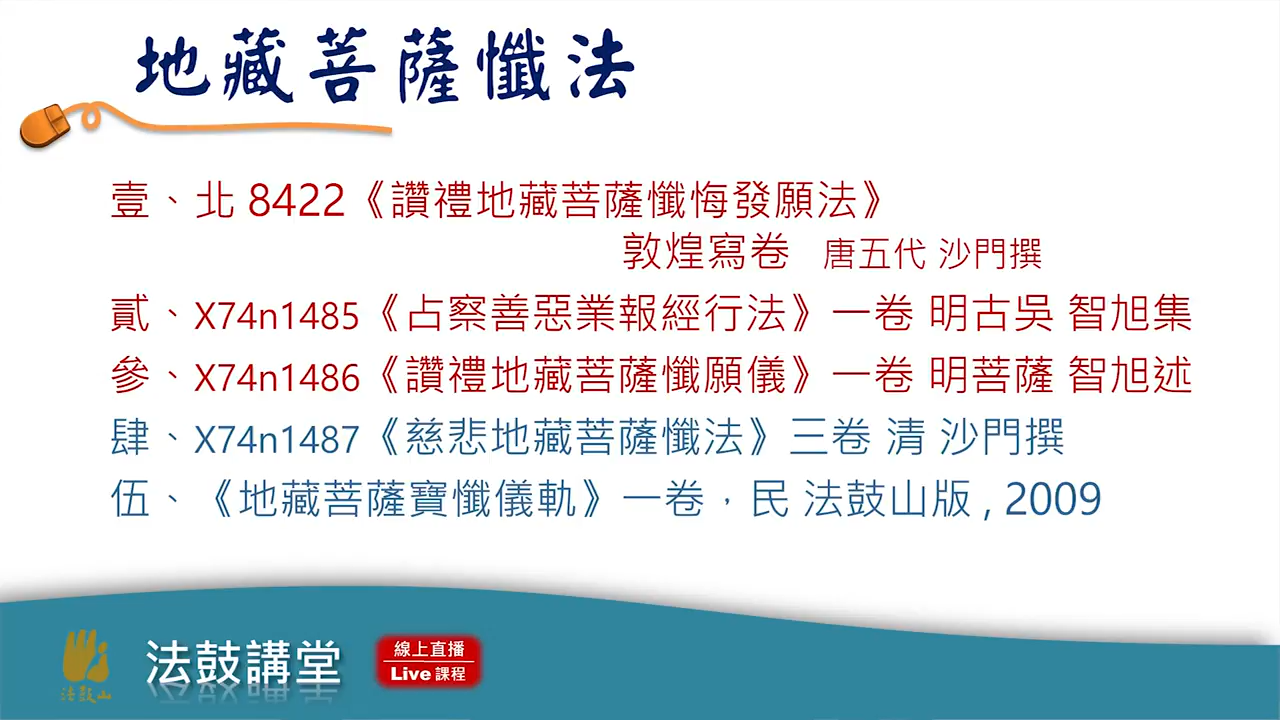 地藏菩薩懺法
壹、北 8422《讚禮地藏菩薩懺悔發願法》
敦煌寫卷 唐五代 沙門撰
貳、X74n1485《占察善惡業報經行法》一卷 明古吳 智旭集
參、X74n1486《讚禮地藏菩薩懺願儀》一卷 明菩薩 智旭述
肆、X74n1487《慈悲地藏菩薩懺法》三卷 清 沙門撰
伍、《地藏菩薩寶懺儀軌》一卷，民 法鼓山版 , 2009
法鼓山
法鼓講堂
線上直播
Live 課程